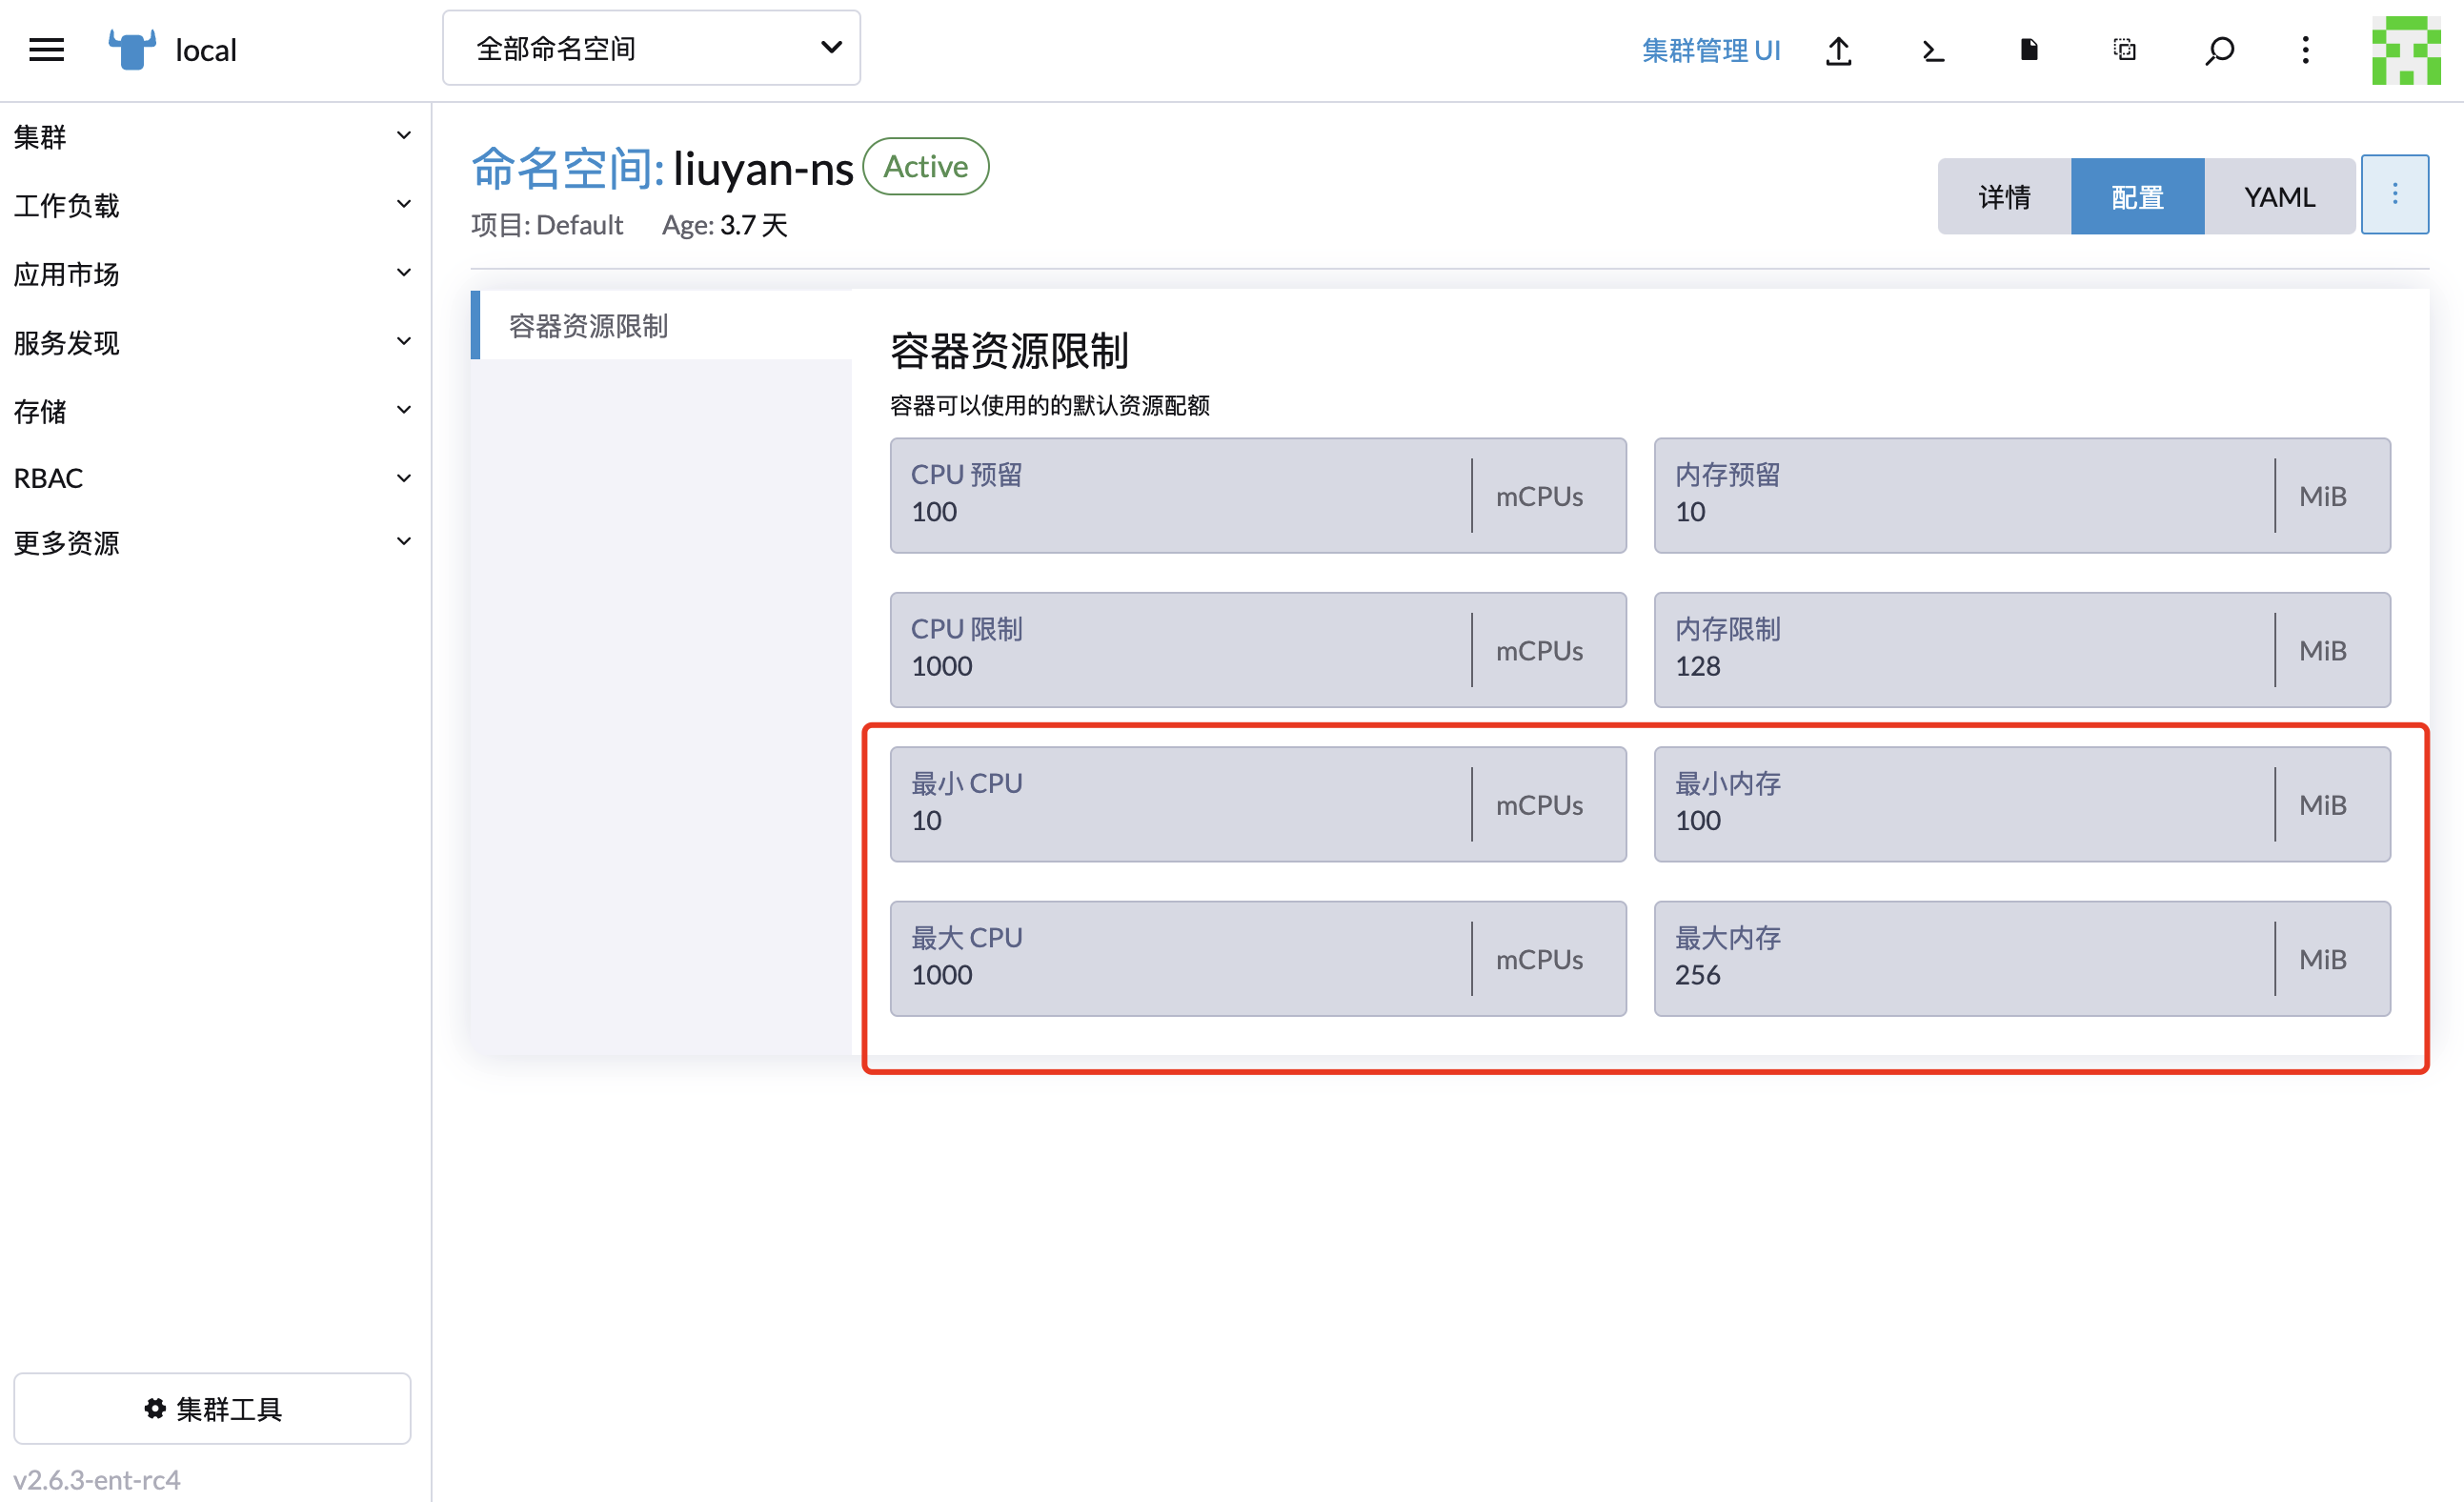 local
全部命名空间
集群管理 UI
集群
工作负载
应用市场
服务发现
存储
RBAC
更多资源
命名空间: liuyan-ns Active
项目: Default Age: 3.7 天
详情 配置 YAML
容器资源限制
容器资源限制
容器可以使用的的默认资源配额
CPU 预留
100
mCPUs
内存预留
10
MiB
CPU 限制
1000
mCPUs
内存限制
128
MiB
最小 CPU
10
mCPUs
最小内存
100
MiB
最大 CPU
1000
mCPUs
最大内存
256
MiB
集群工具
v2.6.3-ent-rc4